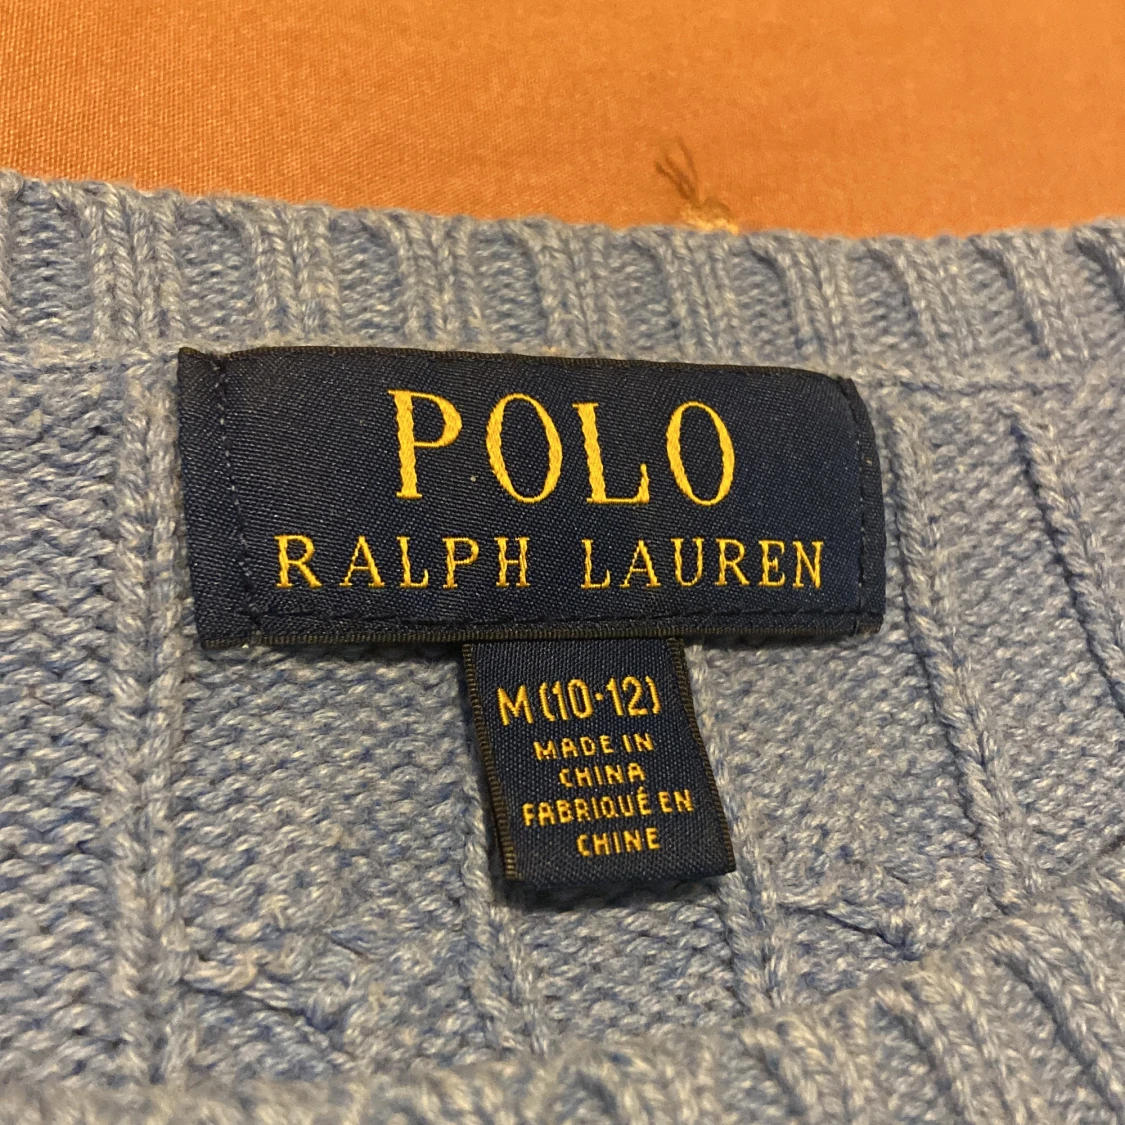 POLO
RALPH LAUREN
M (10·12)
MADE IN
CHINA
FABRIQUÉ EN
CHINE